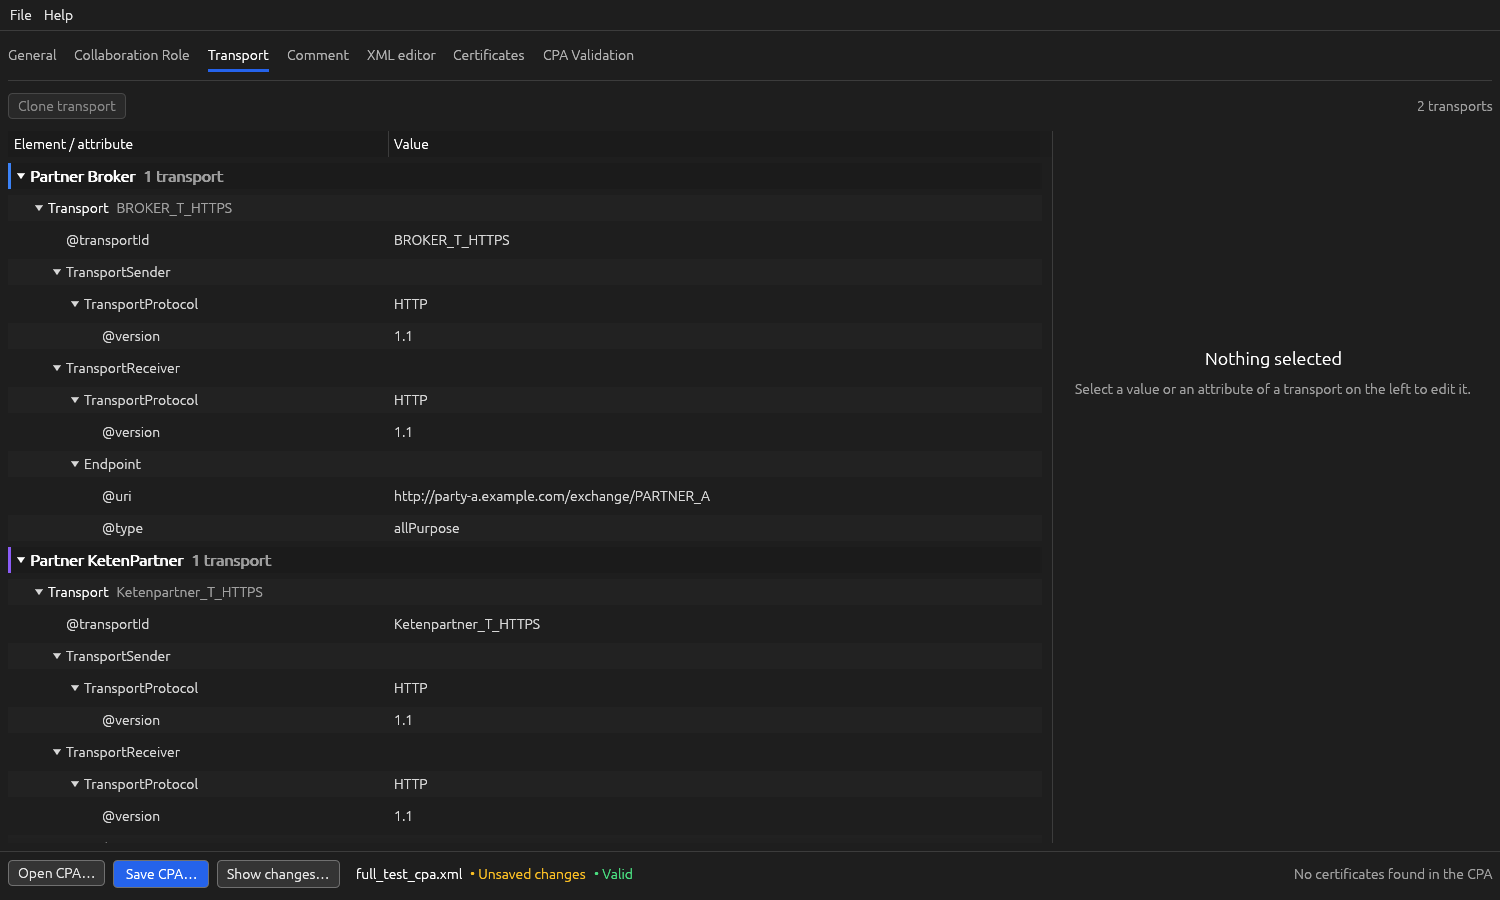 File Help
General Collaboration Role Transport Comment XML editor Certificates CPA Validation
Clone transport 2 transports
Element / attribute Value
Partner Broker 1 transport
Transport BROKER_T_HTTPS
@transportId BROKER_T_HTTPS
TransportSender
TransportProtocol HTTP
@version 1.1
TransportReceiver
TransportProtocol HTTP
@version 1.1
Endpoint
@uri http://party-a.example.com/exchange/PARTNER_A
@type allPurpose
Partner KetenPartner 1 transport
Transport Ketenpartner_T_HTTPS
@transportId Ketenpartner_T_HTTPS
TransportSender
TransportProtocol HTTP
@version 1.1
TransportReceiver
TransportProtocol HTTP
@version 1.1
Nothing selected
Select a value or an attribute of a transport on the left to edit it.
Open CPA... Save CPA... Show changes... full_test_cpa.xml • Unsaved changes • Valid No certificates found in the CPA